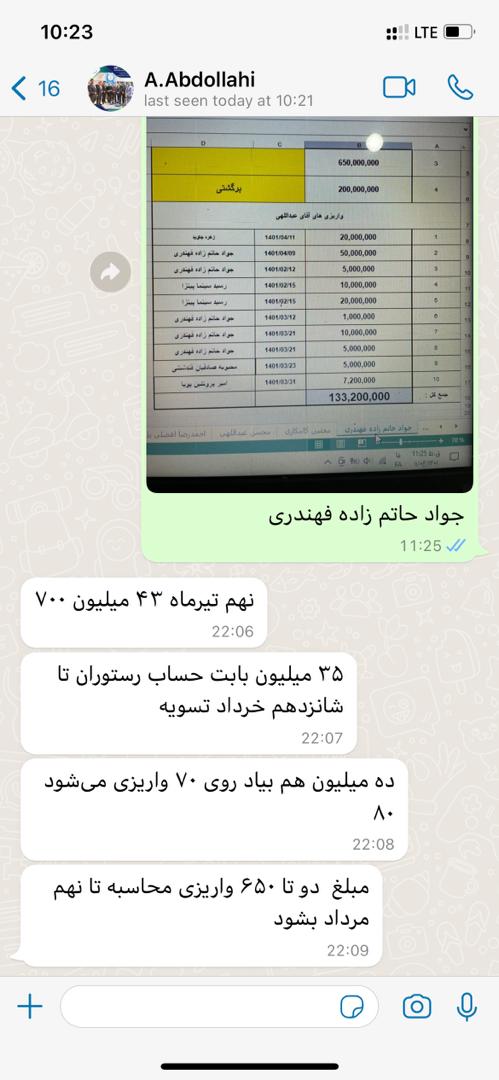 10:23
LTE
16
A.Abdollahi
last seen today at 10:21
D C B A
650,000,000 3
برگشتی 200,000,000 4
واریزی های آقای عبداللهی
زهره جاوید 1401/04/11 20,000,000 1
جواد حاتم زاده فهندری 1401/04/09 50,000,000 2
جواد حاتم زاده فهندری 1401/02/12 5,000,000 3
رسید سینما پیتزا 1401/02/15 10,000,000 4
رسید سینما پیتزا 1401/02/15 20,000,000 5
جواد حاتم زاده فهندری 1401/03/12 1,000,000 6
جواد حاتم زاده فهندری 1401/03/21 10,000,000 7
جواد حاتم زاده فهندری 1401/03/21 5,000,000 8
محبوبه صادقیان 1401/03/23 5,000,000 9
امیر پرونشین پویا 1401/03/31 7,200,000 10
جمع کل : 133,200,000
جواد حاتم زاده فهندری محسن کامکاری محسن عبداللهی احمدرضا افضلی
70%
11:25 ق.ظ
FA
جواد حاتم زاده فهندری
11:25
نهم تیرماه ۴۳ میلیون ۷۰۰
22:06
۳۵ میلیون بابت حساب رستوران تا
شانزدهم خرداد تسویه
22:07
ده میلیون هم بیاد روی ۷۰ واریزی می‌شود
۸۰
22:08
مبلغ دو تا ۶۵۰ واریزی محاسبه تا نهم
مرداد بشود
22:09